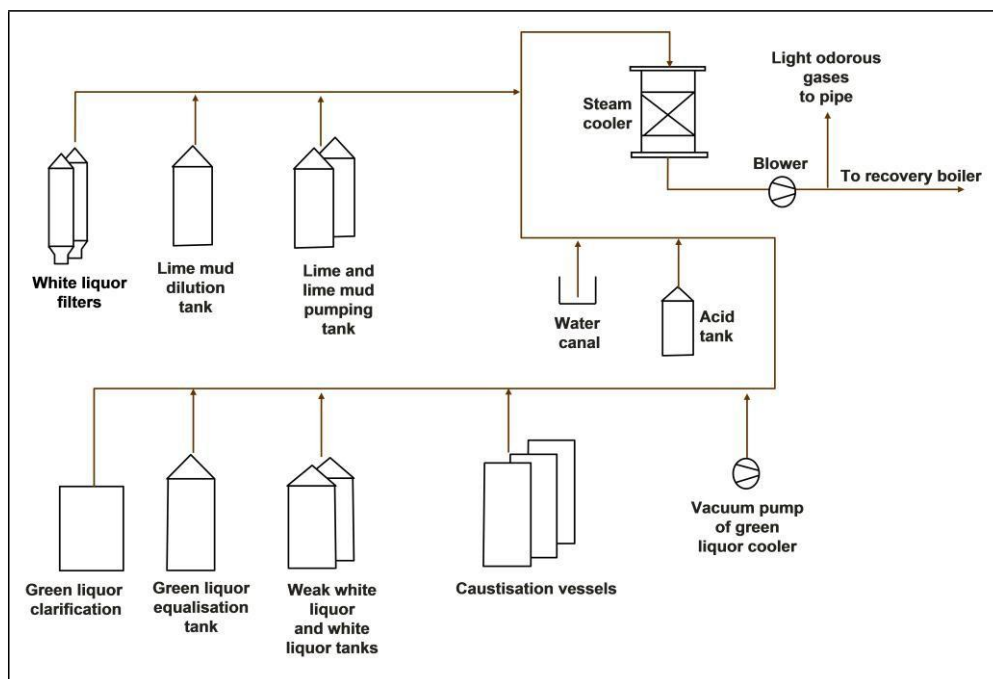 Light odorous
gases
to pipe
Steam
cooler
Blower
To recovery boiler
White liquor
filters
Lime mud
dilution
tank
Lime and
lime mud
pumping
tank
Water
canal
Acid
tank
Green liquor
clarification
Green liquor
equalisation
tank
Weak white
liquor
and white
liquor tanks
Caustisation vessels
Vacuum pump
of green
liquor cooler